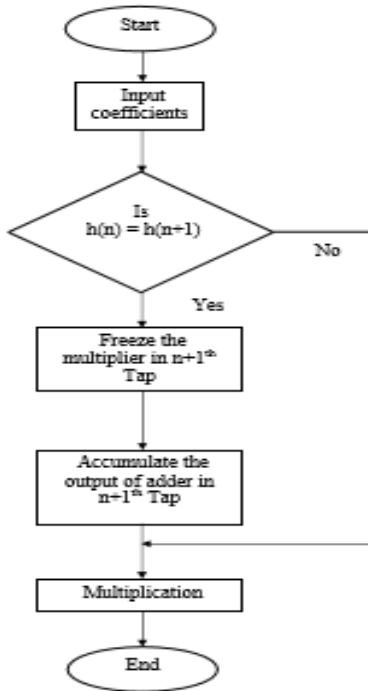 Start
Input
coefficients
Is
h(n) = h(n+1)
No
Yes
Freeze the
multiplier in n+1th
Tap
Accumulate the
output of adder in
n+1th Tap
Multiplication
End